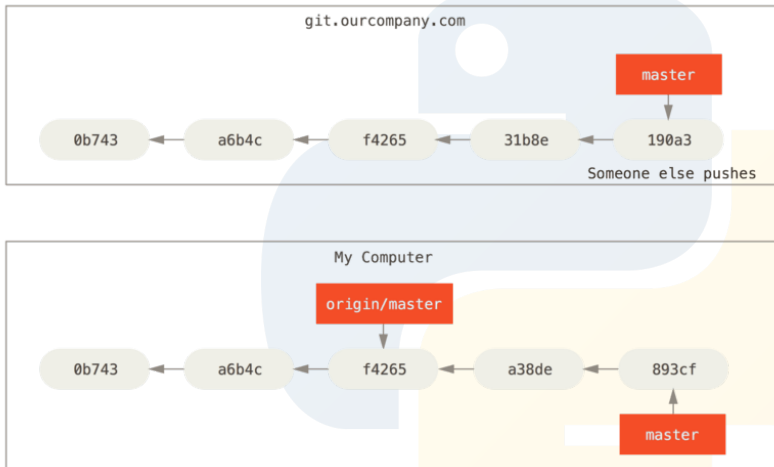 git.ourcompany.com
master
0b743 a6b4c f4265 31b8e 190a3
Someone else pushes
My Computer
origin/master
0b743 a6b4c f4265 a38de 893cf
master